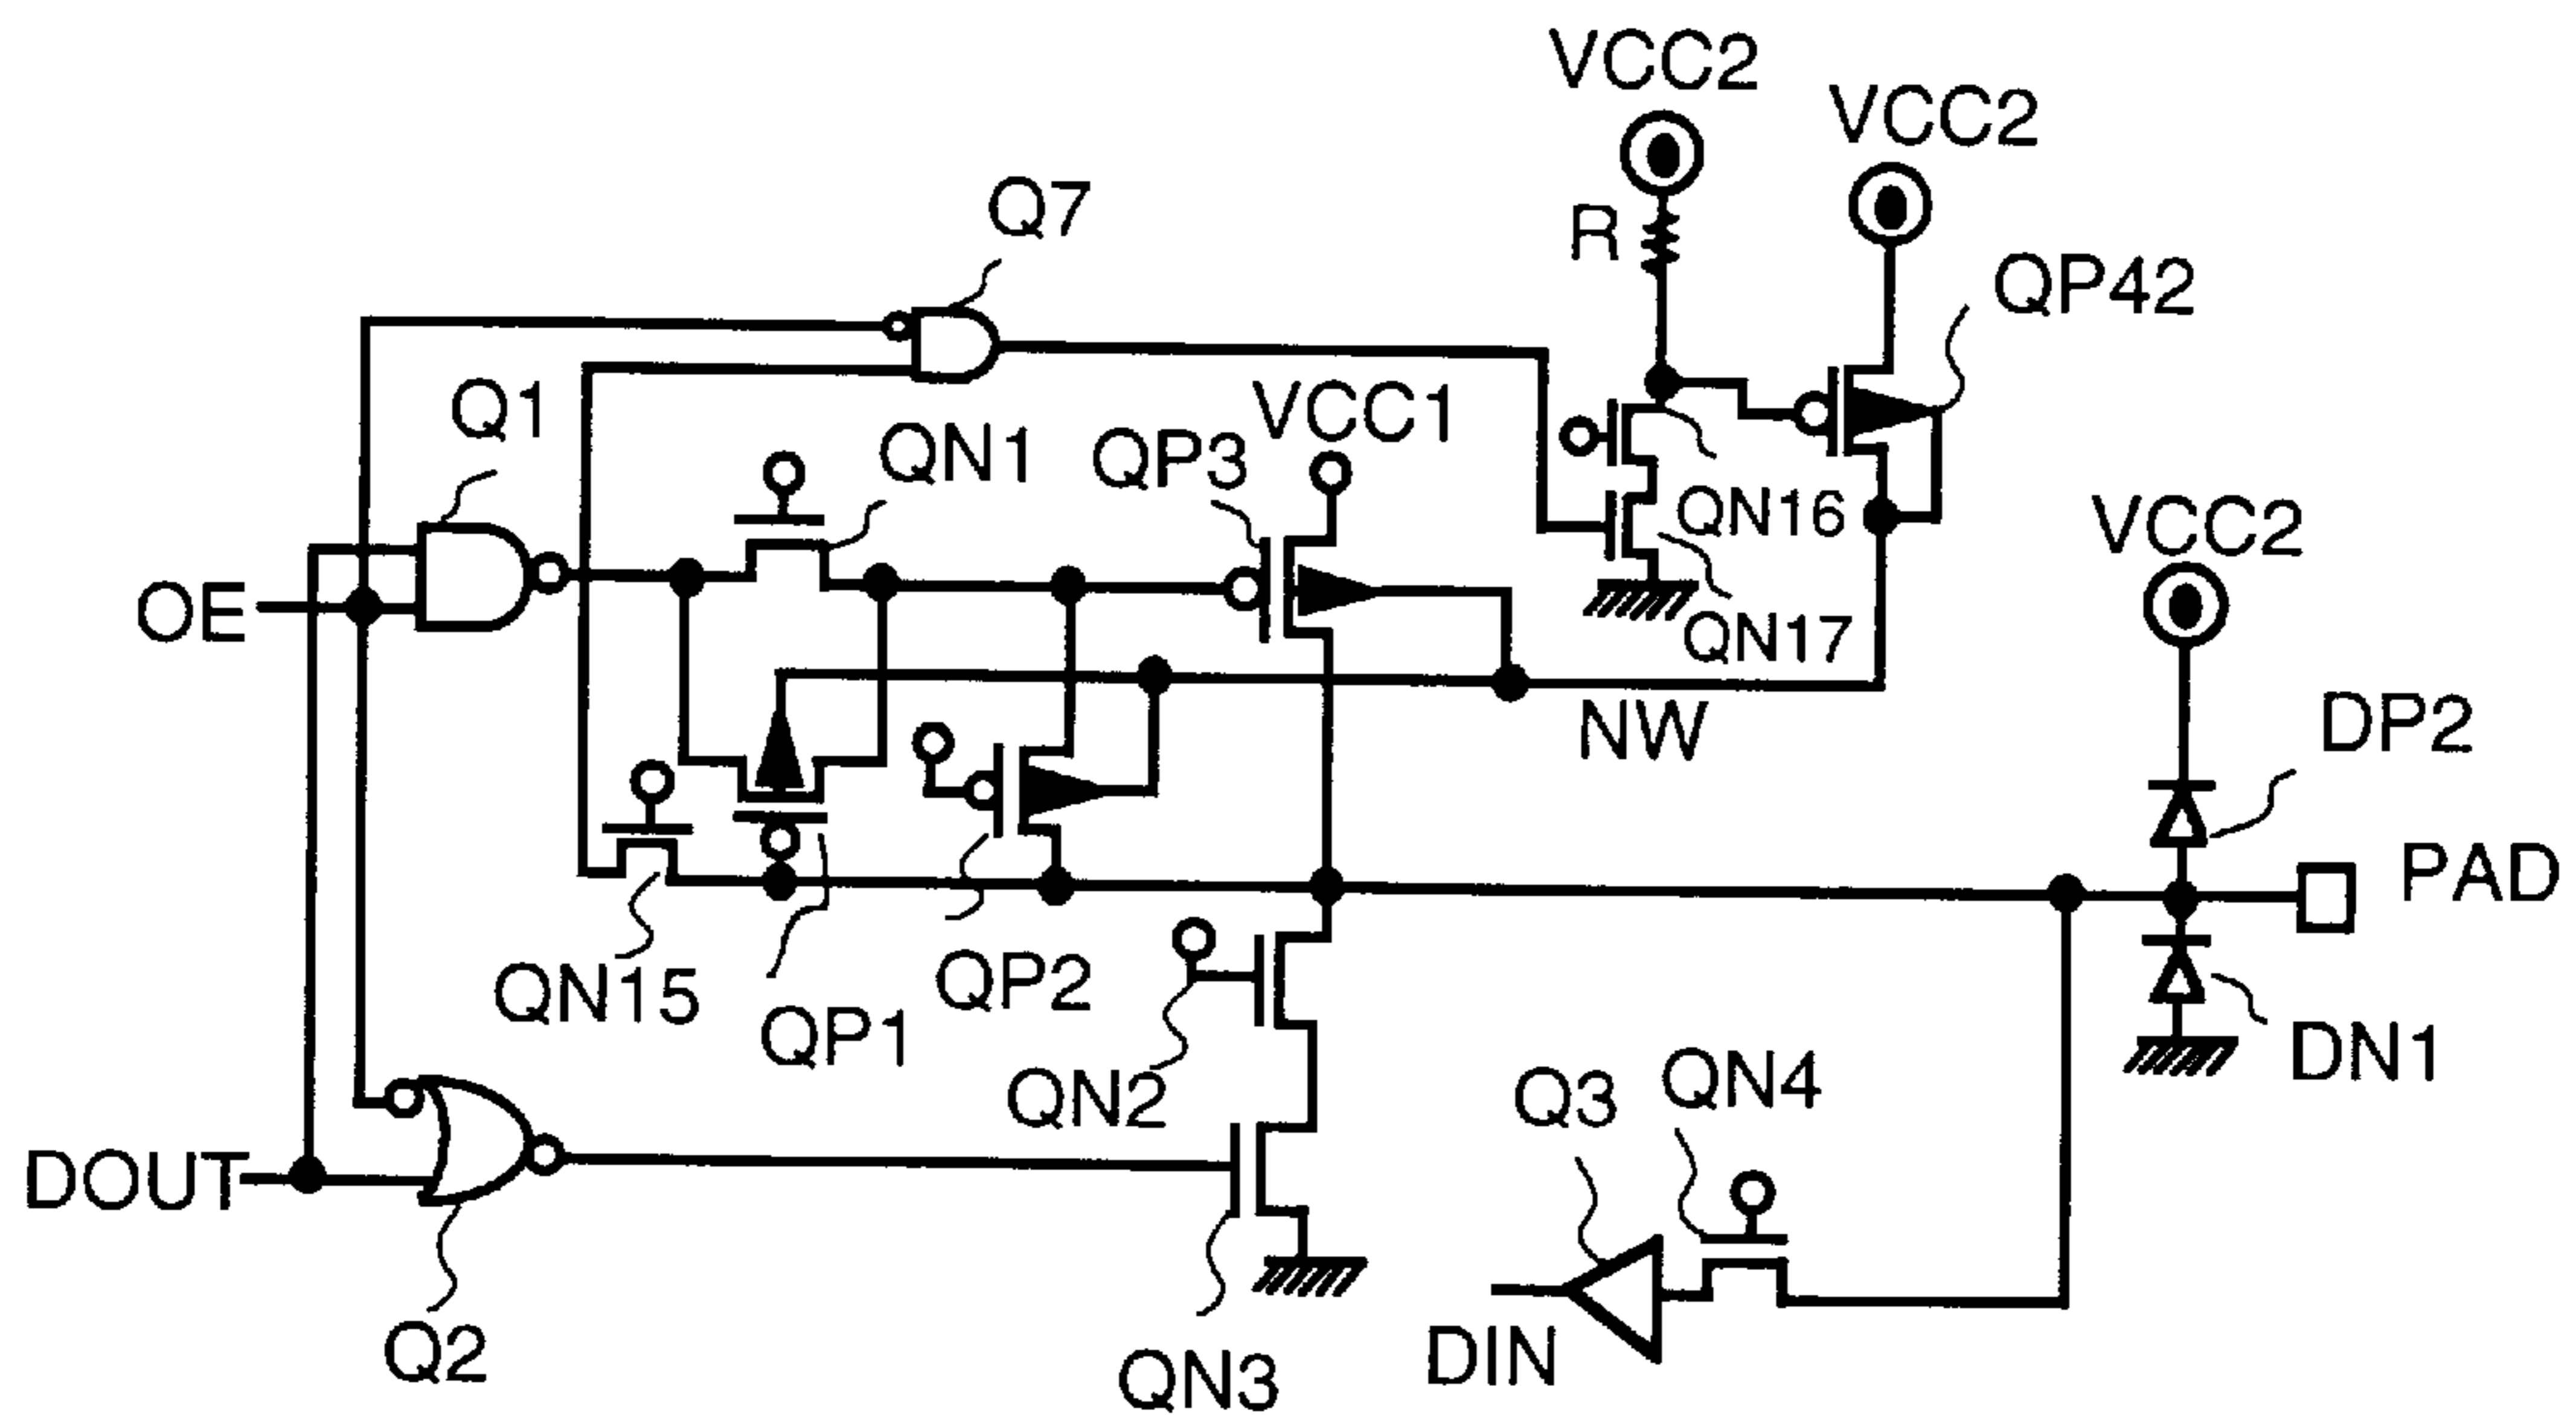 VCC2
VCC2
Q7
R
QP42
Q1
QN1
QP3
VCC1
QN16
VCC2
OE
QN17
NW
DP2
PAD
QN15
QP1
QP2
QN2
DN1
Q3
QN4
DOUT
Q2
QN3
DIN